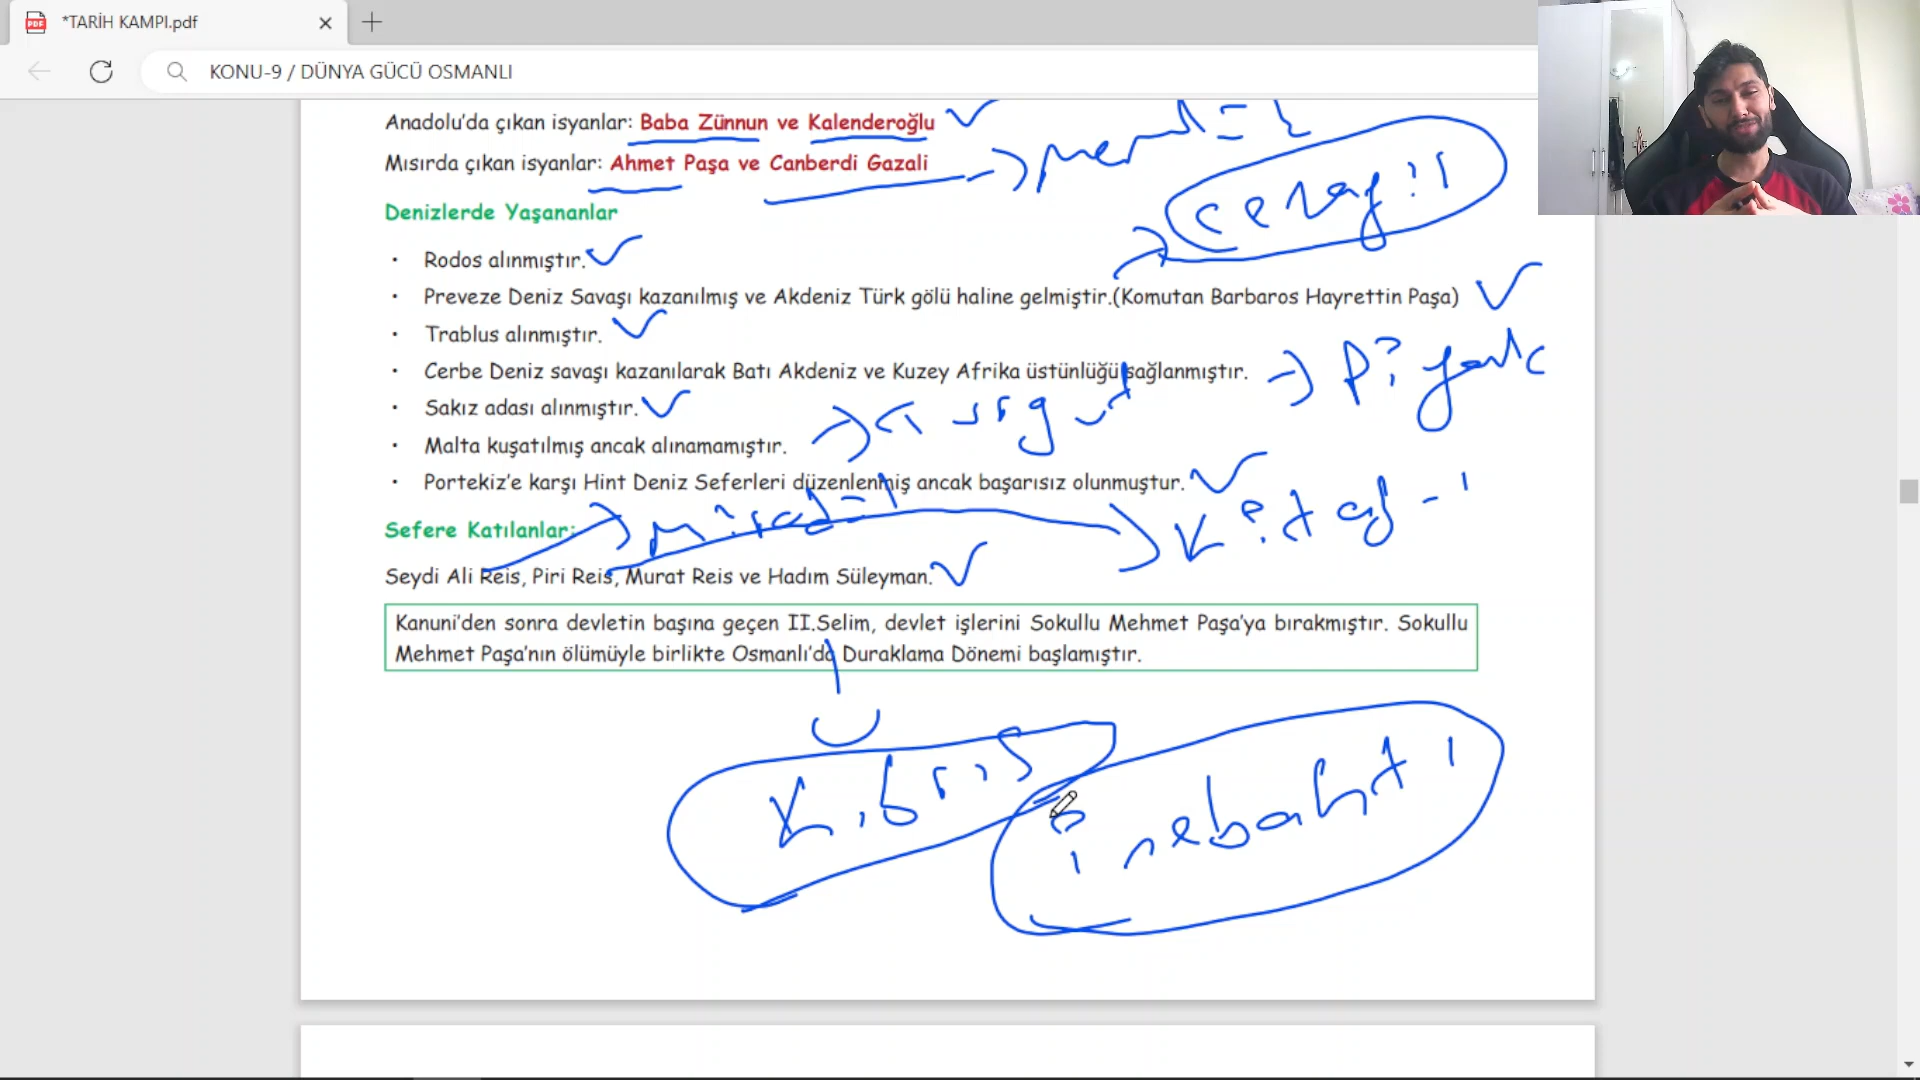 *TARİH KAMPI.pdf
KONU-9 / DÜNYA GÜCÜ OSMANLI
Anadolu'da çıkan isyanlar: Baba Zünnun ve Kalenderoğlu
Mısırda çıkan isyanlar: Ahmet Paşa ve Canberdi Gazali
Denizlerde Yaşananlar
• Rodos alınmıştır.
• Preveze Deniz Savaşı kazanılmış ve Akdeniz Türk gölü haline gelmiştir.(Komutan Barbaros Hayrettin Paşa)
• Trablus alınmıştır.
• Cerbe Deniz savaşı kazanılarak Batı Akdeniz ve Kuzey Afrika üstünlüğü sağlanmıştır.
• Sakız adası alınmıştır.
• Malta kuşatılmış ancak alınamamıştır.
Turgut
• Portekiz'e karşı Hint Deniz Seferleri düzenlenmiş ancak başarısız olunmuştur.
Sefere Katılanlar:
Seydi Ali Reis, Piri Reis, Murat Reis ve Hadım Süleyman.
Kanuni'den sonra devletin başına geçen II.Selim, devlet işlerini Sokullu Mehmet Paşa'ya bırakmıştır. Sokullu
Mehmet Paşa'nın ölümüyle birlikte Osmanlı'da Duraklama Dönemi başlamıştır.
Kıbrıs
inebahtı